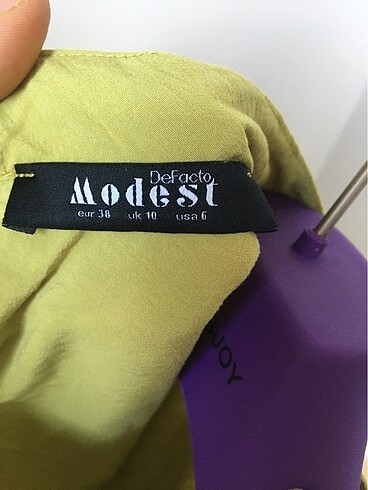 DeFacto
Modest
eur 38 uk 10 usa 6